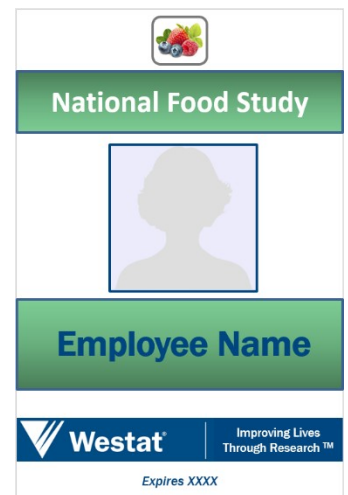 National Food Study
Employee Name
Westat®
Improving Lives
Through Research ™
Expires XXXX